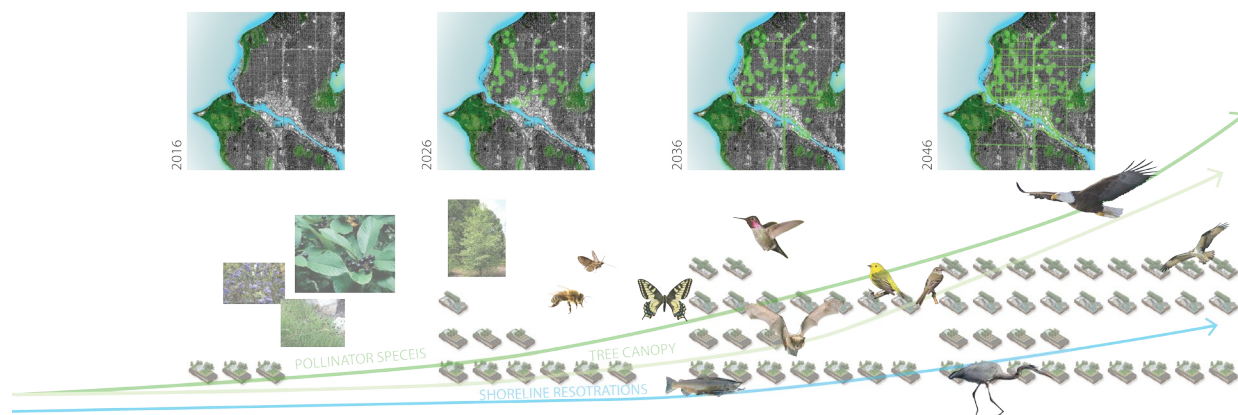 2016
2026
2036
2046
POLLINATOR SPECEIS
TREE CANOPY
SHORELINE RESOTRATIONS